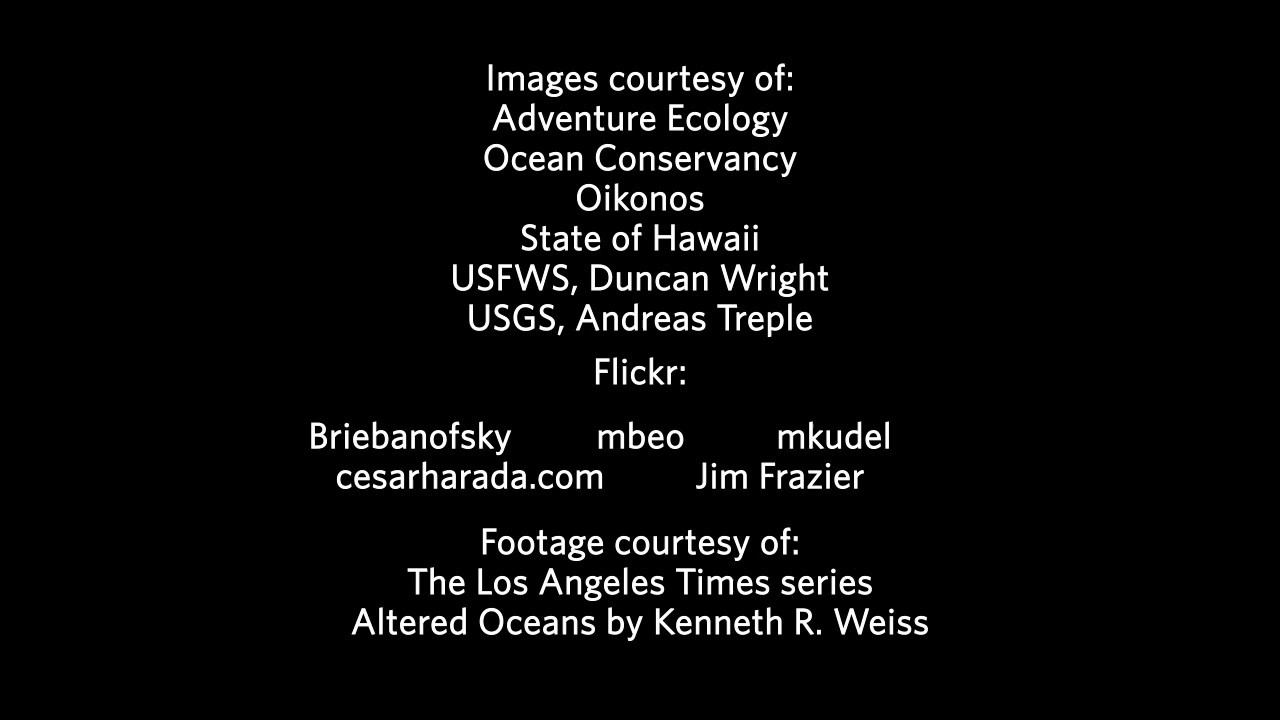 Images courtesy of:
Adventure Ecology
Ocean Conservancy
Oikonos
State of Hawaii
USFWS, Duncan Wright
USGS, Andreas Treple
Flickr:
Briebanofsky mbeo mkudel
cesarharada.com Jim Frazier
Footage courtesy of:
The Los Angeles Times series
Altered Oceans by Kenneth R. Weiss